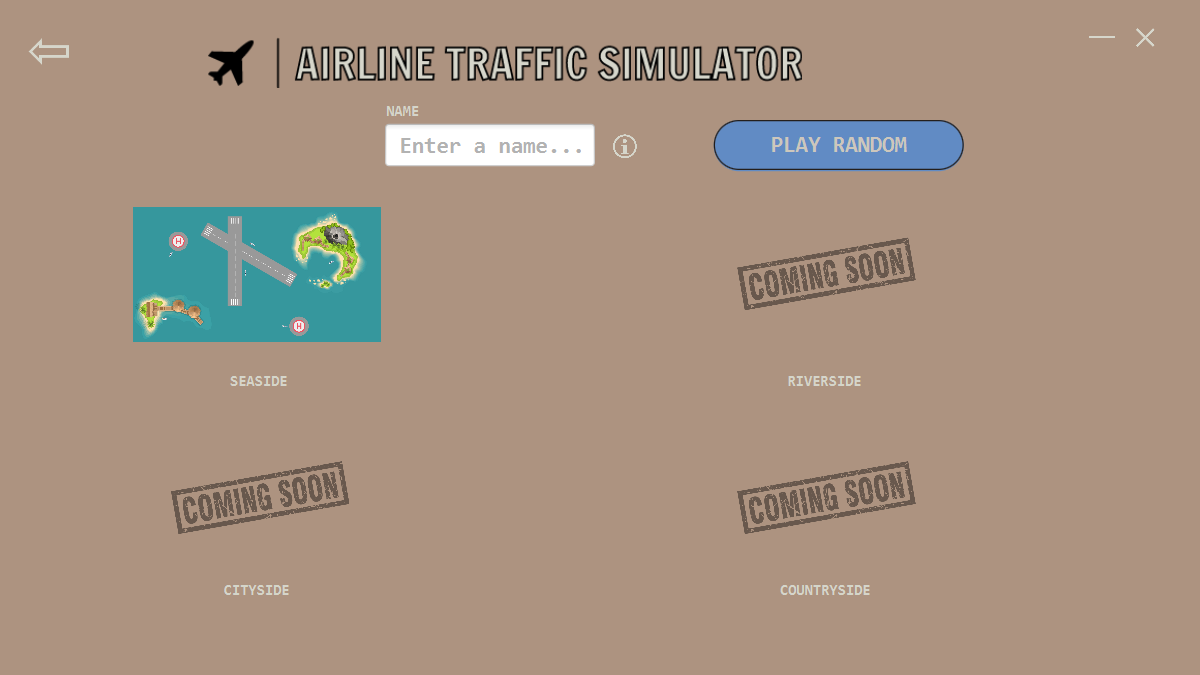 AIRLINE TRAFFIC SIMULATOR
NAME
Enter a name...
PLAY RANDOM
H
H
COMING SOON
SEASIDE
RIVERSIDE
COMING SOON
COMING SOON
CITYSIDE
COUNTRYSIDE